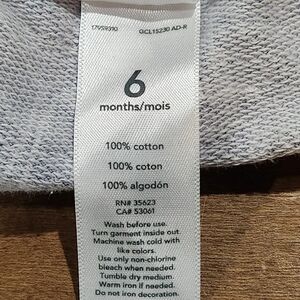 17959310 GCL15230 AD-R
6
months/mois
100% cotton
100% coton
100% algodón
RN# 35623
CA# 53061
Wash before use.
Turn garment inside out.
Machine wash cold with
like colors.
Use only non-chlorine
bleach when needed.
Tumble dry medium.
Warm iron if needed.
Do not iron decoration.